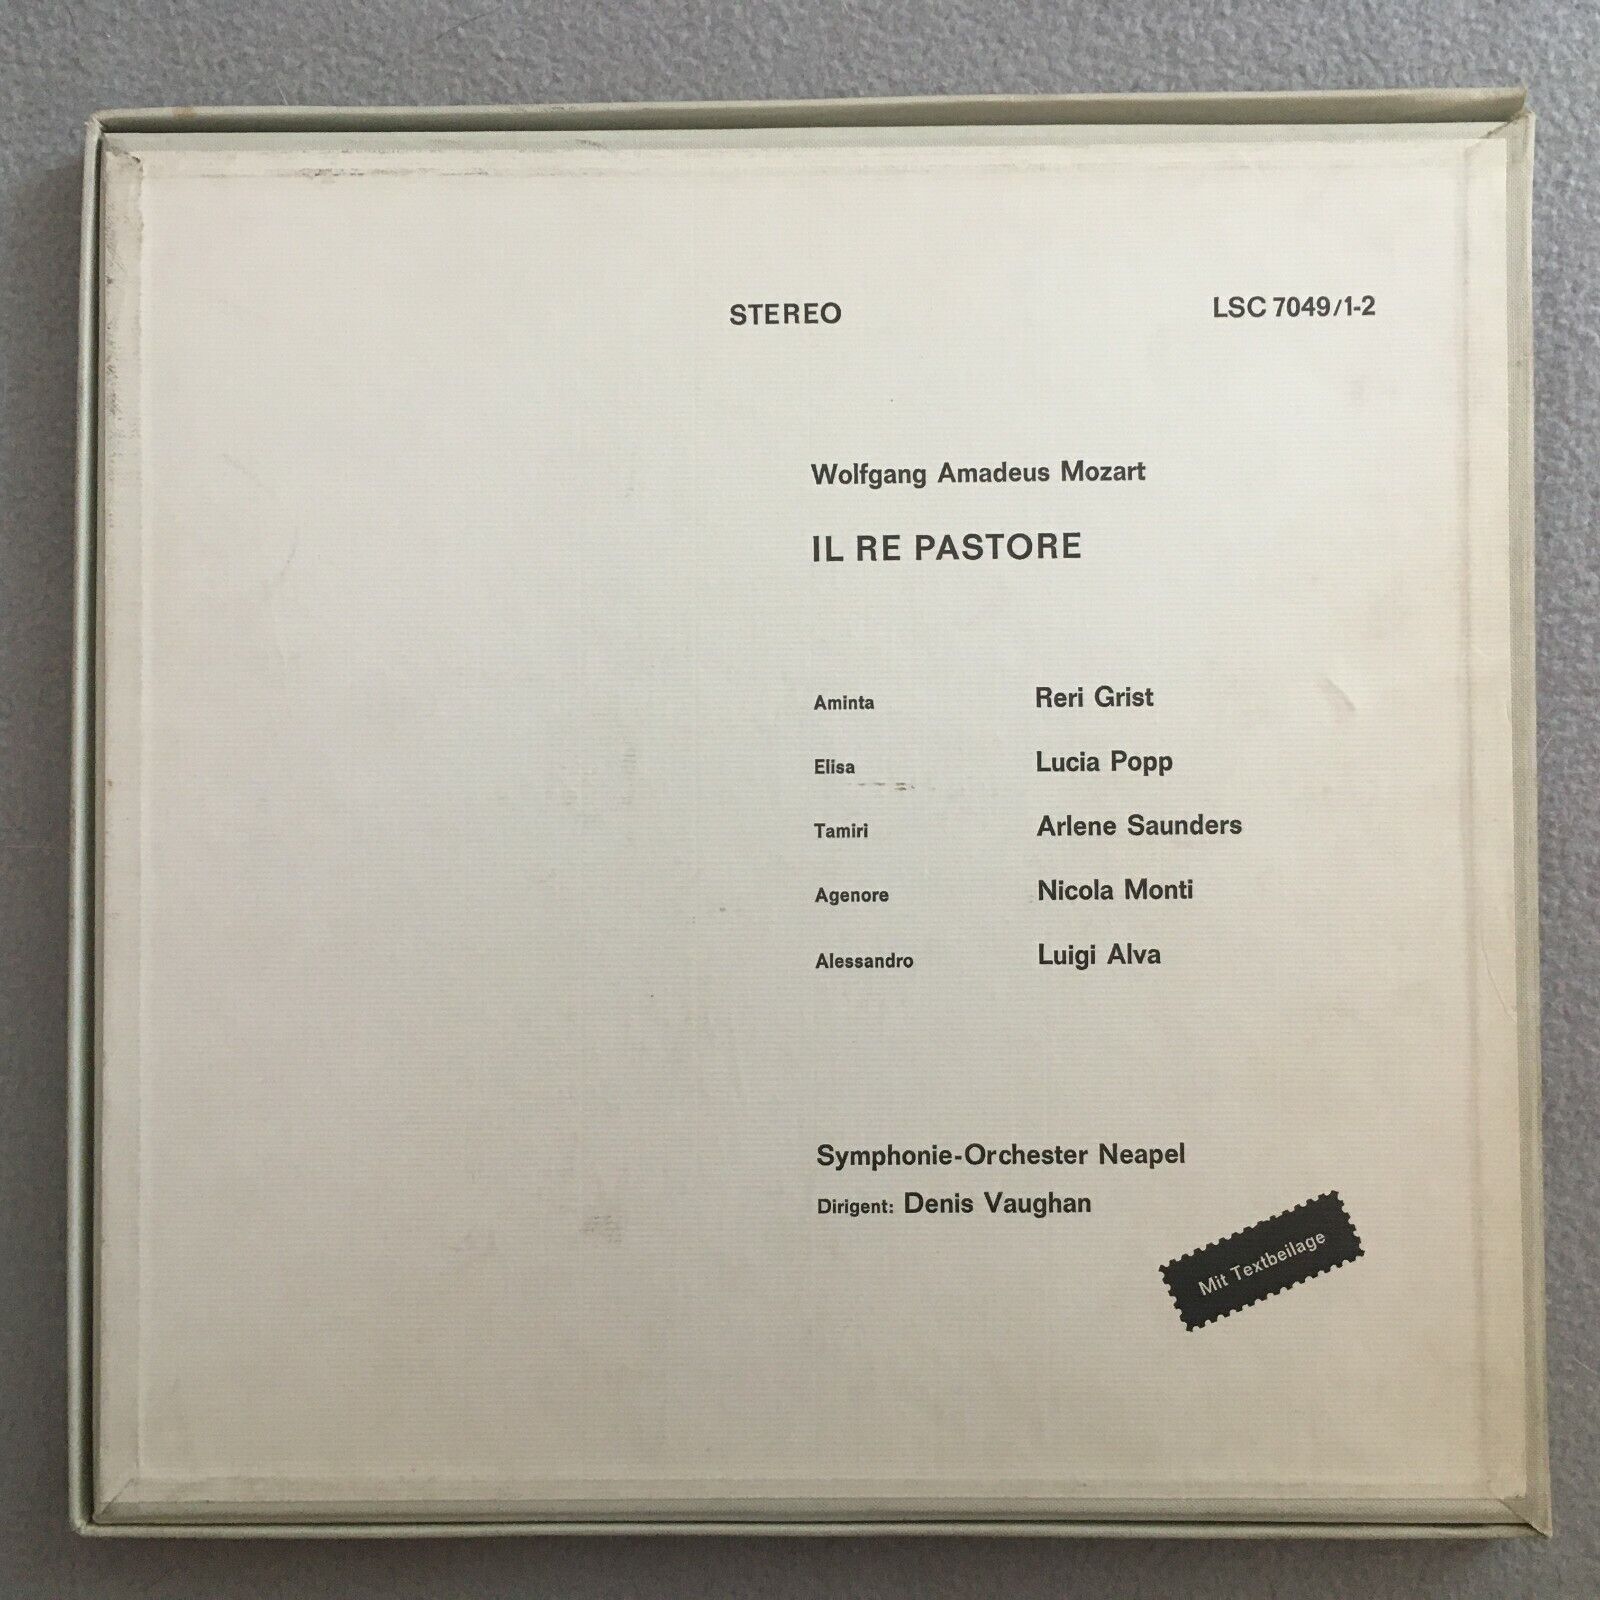 STEREO LSC 7049/1-2
Wolfgang Amadeus Mozart
IL RE PASTORE
Aminta Reri Grist
Elisa Lucia Popp
Tamiri Arlene Saunders
Agenore Nicola Monti
Alessandro Luigi Alva
Symphonie-Orchester Neapel
Dirigent: Denis Vaughan
Mit Textbeilage